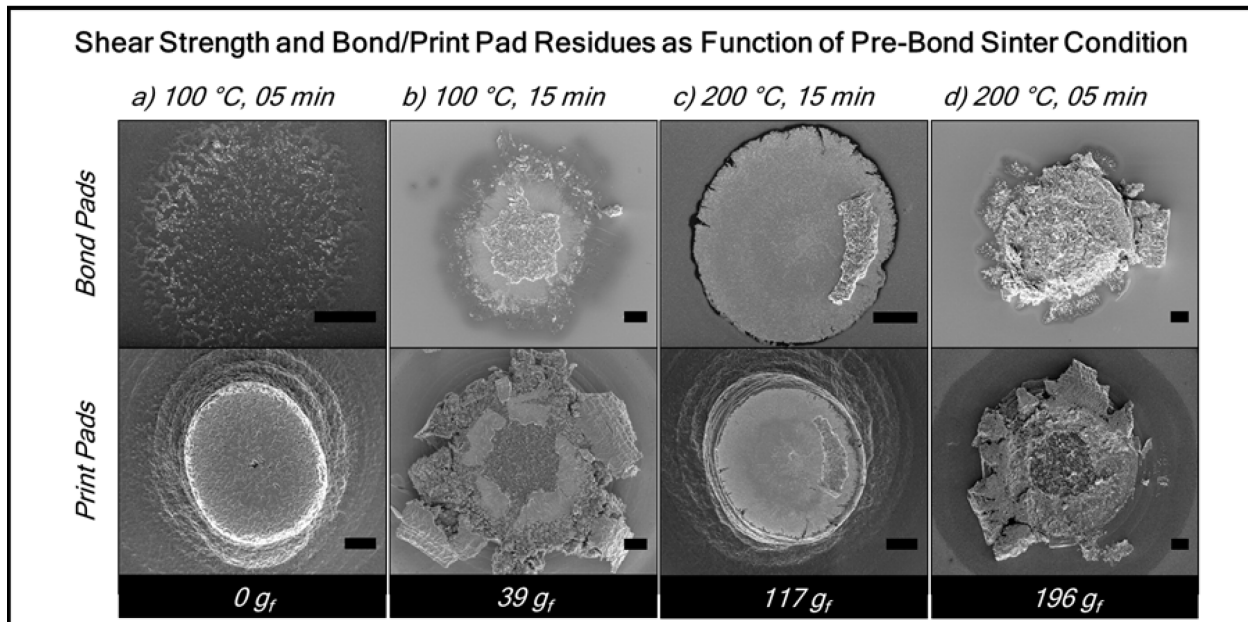 Shear Strength and Bond/Print Pad Residues as Function of Pre-Bond Sinter Condition
a) 100 °C, 05 min
b) 100 °C, 15 min
c) 200 °C, 15 min
d) 200 °C, 05 min
Bond Pads
Print Pads
0 gf
39 gf
117 gf
196 gf